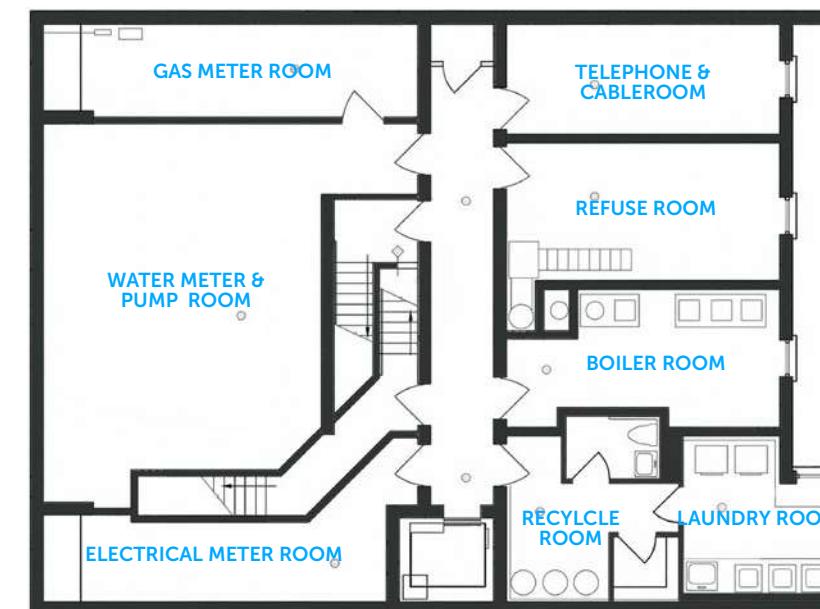 GAS METER ROOM
TELEPHONE &
CABLEROOM
REFUSE ROOM
WATER METER &
PUMP ROOM
BOILER ROOM
RECYLCLE
ROOM
LAUNDRY ROO
ELECTRICAL METER ROOM